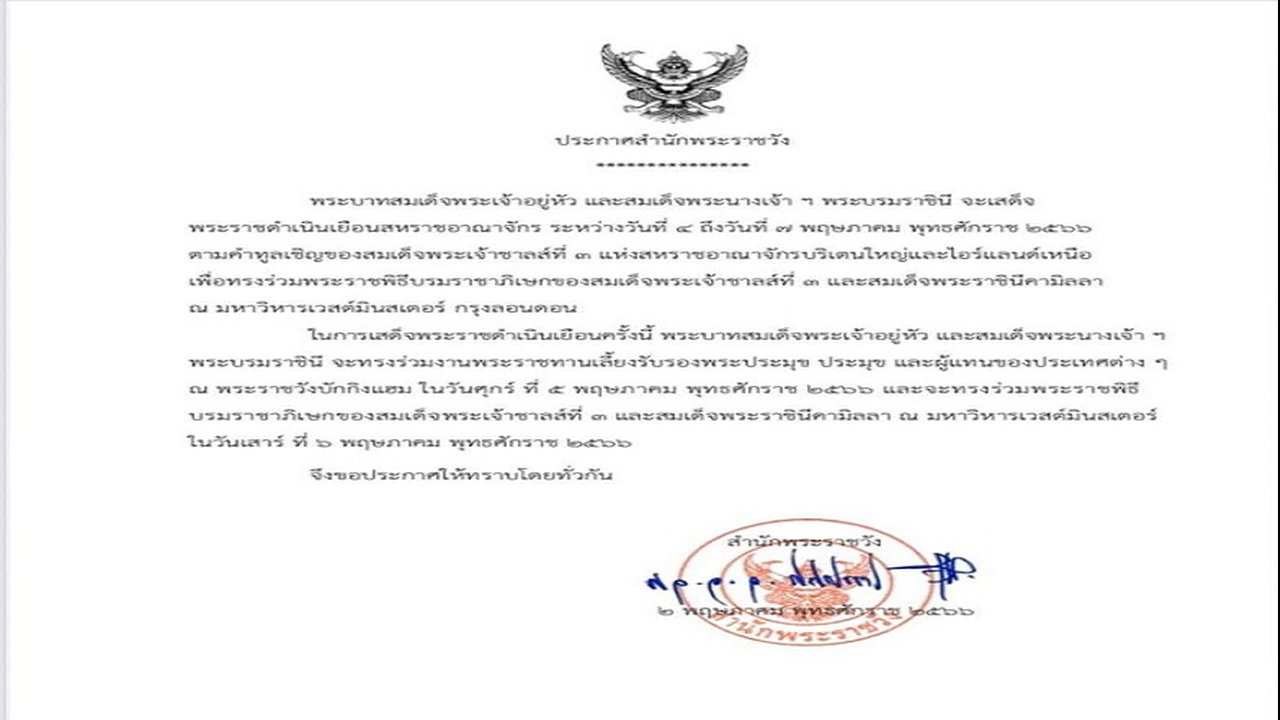 ประกาศสำนักพระราชวัง
***************
พระบาทสมเด็จพระเจ้าอยู่หัว และสมเด็จพระนางเจ้า ฯ พระบรมราชินี จะเสด็จ
พระราชดำเนินเยือนสหราชอาณาจักร ระหว่างวันที่ ๔ ถึงวันที่ ๗ พฤษภาคม พุทธศักราช ๒๕๖๖
ตามคำทูลเชิญของสมเด็จพระเจ้าชาลส์ที่ ๓ แห่งสหราชอาณาจักรบริเตนใหญ่และไอร์แลนด์เหนือ
เพื่อทรงร่วมพระราชพิธีบรมราชาภิเษกของสมเด็จพระเจ้าชาลส์ที่ ๓ และสมเด็จพระราชินีคามิลลา
ณ มหาวิหารเวสต์มินสเตอร์ กรุงลอนดอน
ในการเสด็จพระราชดำเนินเยือนครั้งนี้ พระบาทสมเด็จพระเจ้าอยู่หัว และสมเด็จพระนางเจ้า ฯ
พระบรมราชินี จะทรงร่วมงานพระราชทานเลี้ยงรับรองพระประมุข ประมุข และผู้แทนของประเทศต่าง ๆ
ณ พระราชวังบักกิงแฮม ในวันศุกร์ ที่ ๕ พฤษภาคม พุทธศักราช ๒๕๖๖ และจะทรงร่วมพระราชพิธี
บรมราชาภิเษกของสมเด็จพระเจ้าชาลส์ที่ ๓ และสมเด็จพระราชินีคามิลลา ณ มหาวิหารเวสต์มินสเตอร์
ในวันเสาร์ ที่ ๖ พฤษภาคม พุทธศักราช ๒๕๖๖
จึงขอประกาศให้ทราบโดยทั่วกัน
สำนักพระราชวัง
๒ พฤษภาคม พุทธศักราช ๒๕๖๖
สำนักพระราชวัง